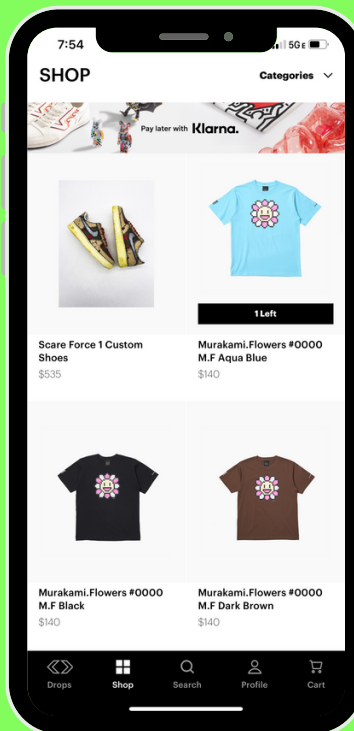 7:54
5G E
SHOP
Categories
Pay later with Klarna.
1 Left
Scare Force 1 Custom
Shoes
$535
Murakami.Flowers #0000
M.F Aqua Blue
$140
Murakami.Flowers #0000
M.F Black
$140
Murakami.Flowers #0000
M.F Dark Brown
$140
Drops
Shop
Search
Profile
Cart